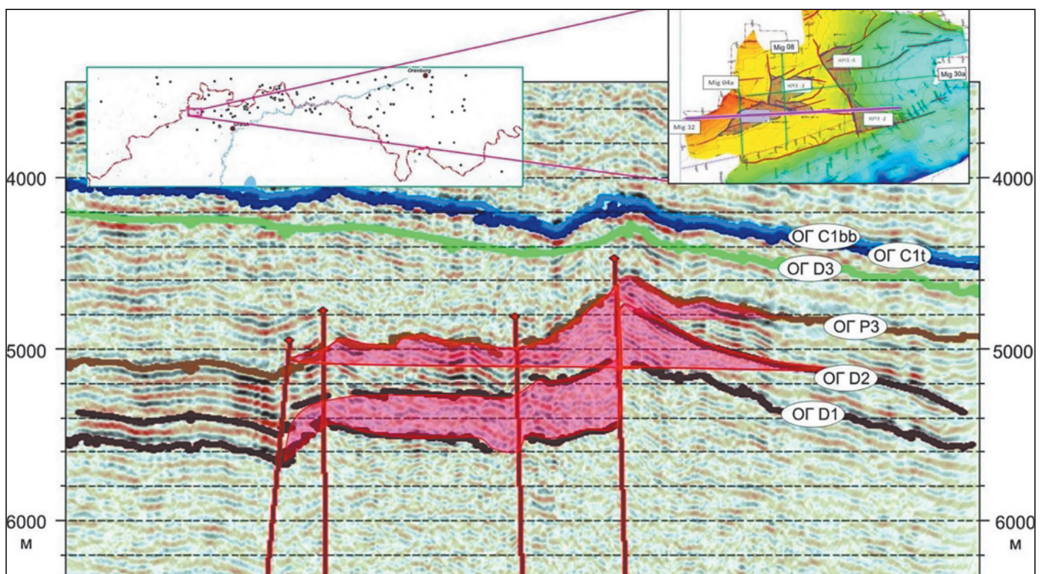 Orenburg
Mig 08
Mig 04a
Mig 30a
Mig 32
4000
4000
ОГ C1bb
ОГ C1t
ОГ D3
ОГ P3
5000
5000
ОГ D2
ОГ D1
6000
6000
м
м